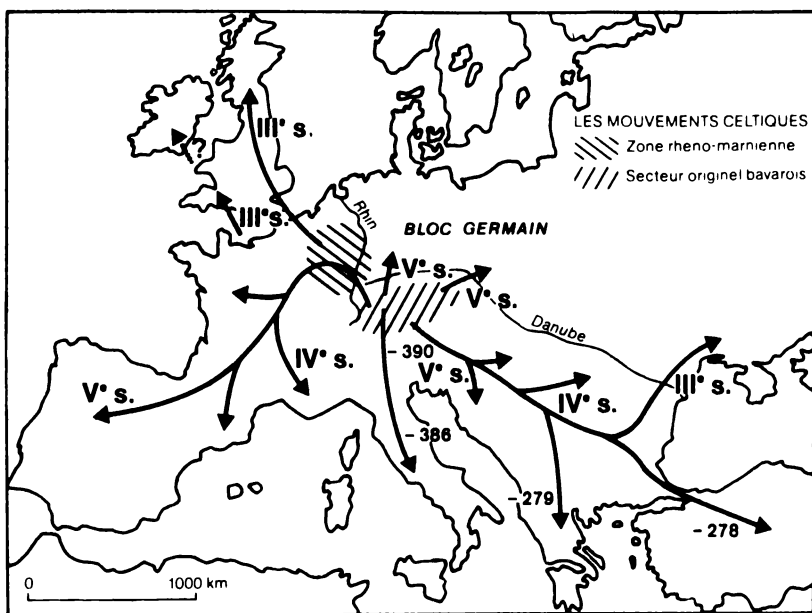 LES MOUVEMENTS CELTIQUES
Zone rheno-marnienne
Secteur originel bavarois
III° s.
?
III° s.
Rhin
BLOC GERMAIN
V° s.
V° s.
Danube
-390
V° s.
IV° s.
V° s.
III° s.
IV° s.
-386
-279
-278
0 1000 km